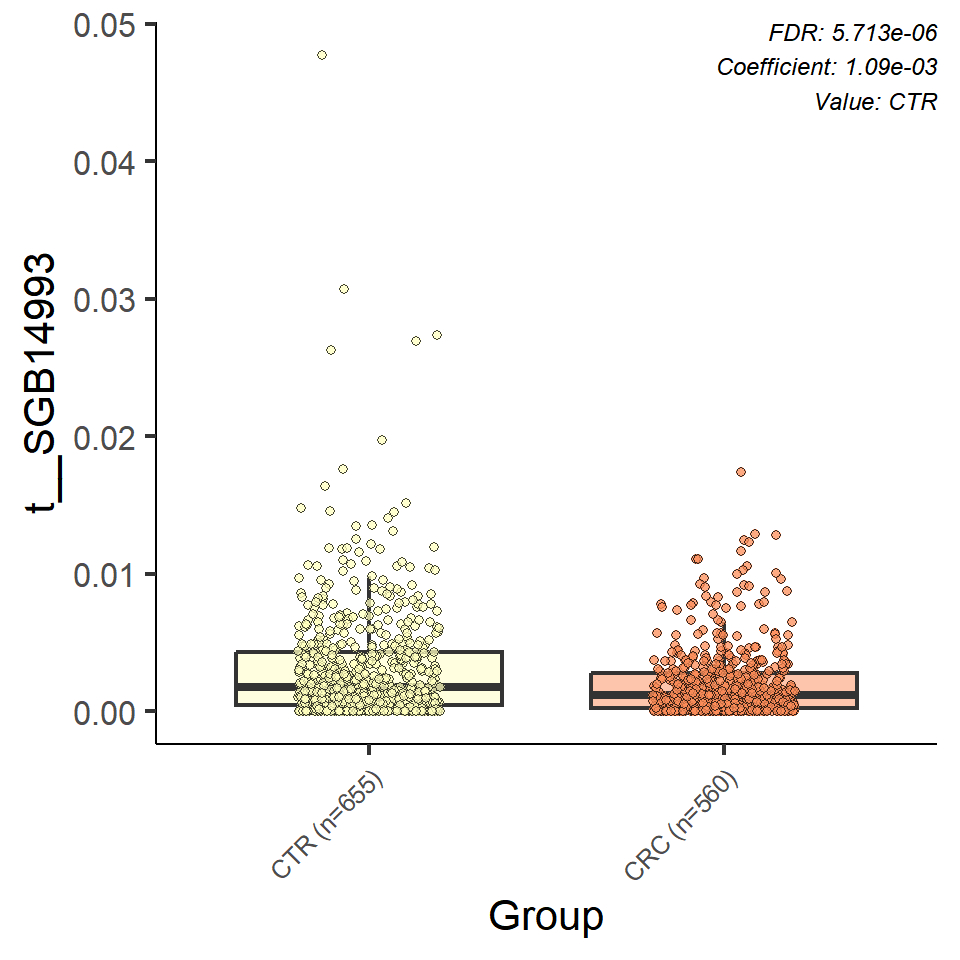 FDR: 5.713e-06
Coefficient: 1.09e-03
Value: CTR
0.05
0.04
0.03
0.02
0.01
0.00
t__SGB14993
CTR (n=655)
CRC (n=560)
Group